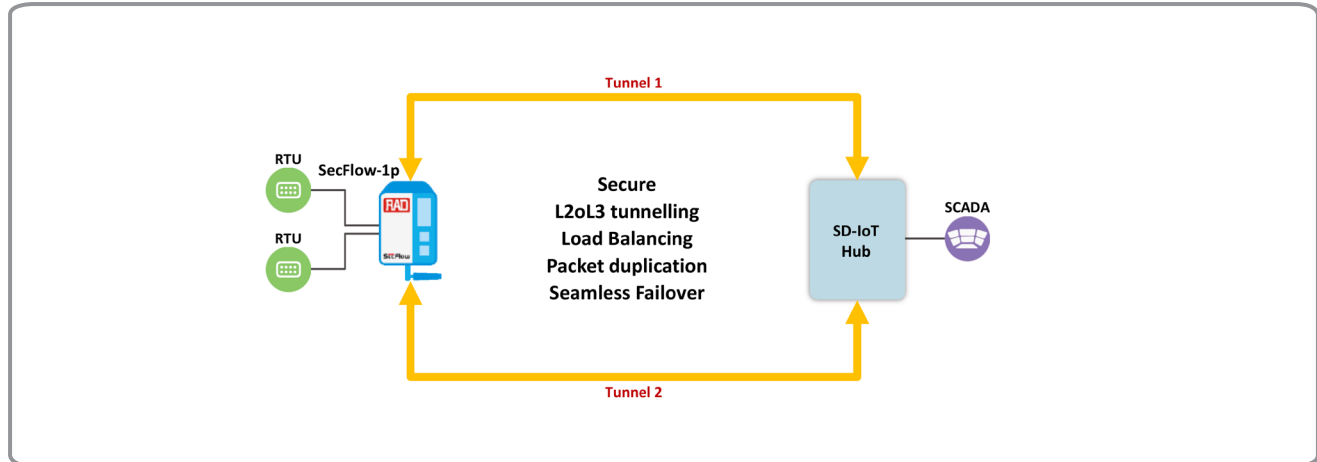 Tunnel 1
RTU
SecFlow-1p
RAD
SecFlow
RTU
Secure
L2oL3 tunnelling
Load Balancing
Packet duplication
Seamless Failover
SD-IoT
Hub
SCADA
Tunnel 2